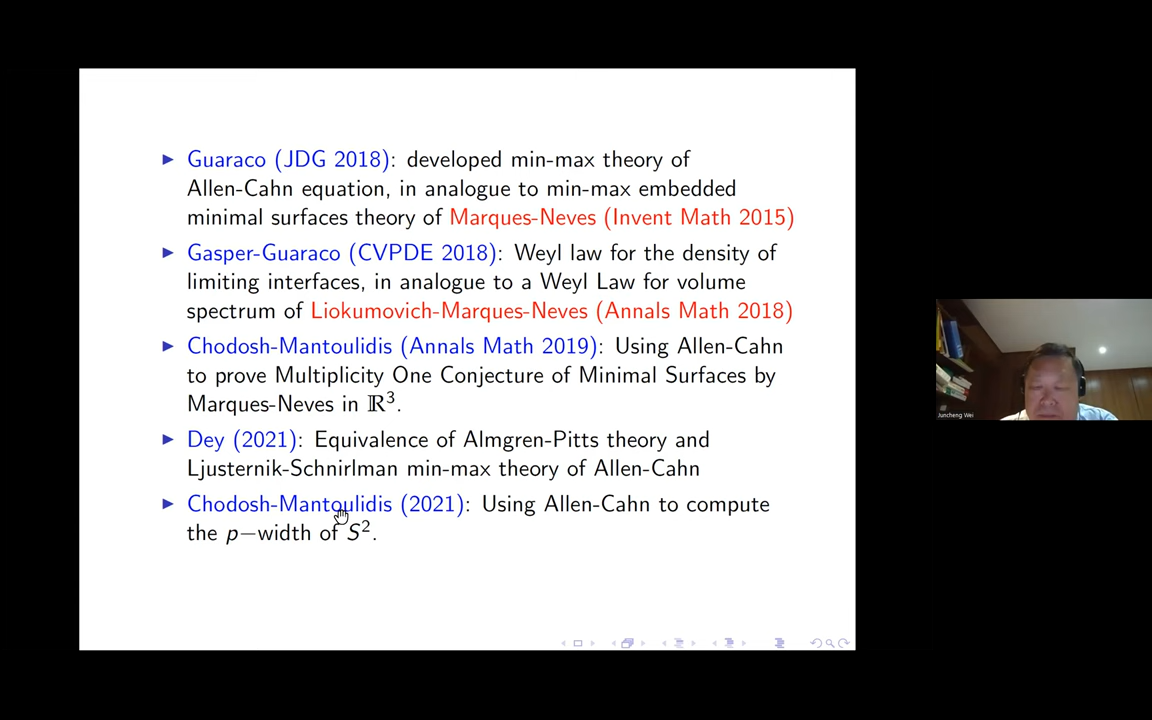 Guaraco (JDG 2018): developed min-max theory of
Allen-Cahn equation, in analogue to min-max embedded
minimal surfaces theory of Marques-Neves (Invent Math 2015)
Gasper-Guaraco (CVPDE 2018): Weyl law for the density of
limiting interfaces, in analogue to a Weyl Law for volume
spectrum of Liokumovich-Marques-Neves (Annals Math 2018)
Chodosh-Mantoulidis (Annals Math 2019): Using Allen-Cahn
to prove Multiplicity One Conjecture of Minimal Surfaces by
Marques-Neves in ℝ³.
Dey (2021): Equivalence of Almgren-Pitts theory and
Ljusternik-Schnirlman min-max theory of Allen-Cahn
Chodosh-Mantoulidis (2021): Using Allen-Cahn to compute
the p−width of S².
Juncheng Wei